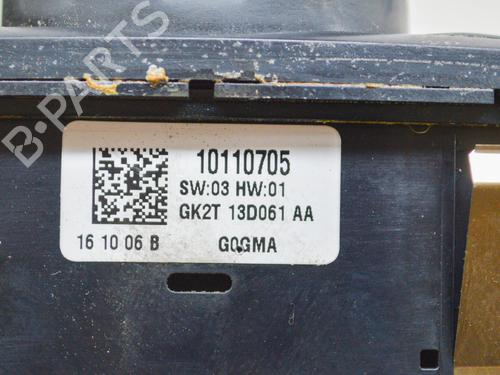 B-PARTS
10110705
SW:03 HW:01
GK2T 13D061 AA
16 10 06 B
G0GMA